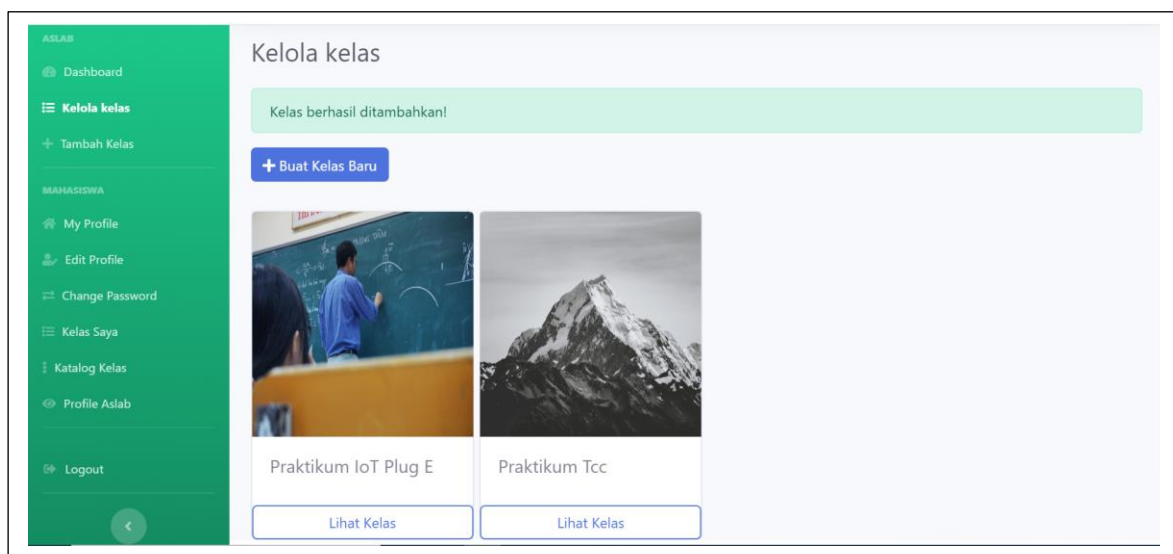 ASLAB
Dashboard
Kelola kelas
Tambah Kelas
MAHASISWA
My Profile
Edit Profile
Change Password
Kelas Saya
Katalog Kelas
Profile Aslab
Logout
Kelola kelas
Kelas berhasil ditambahkan!
Buat Kelas Baru
Praktikum IoT Plug E
Lihat Kelas
Praktikum Tcc
Lihat Kelas